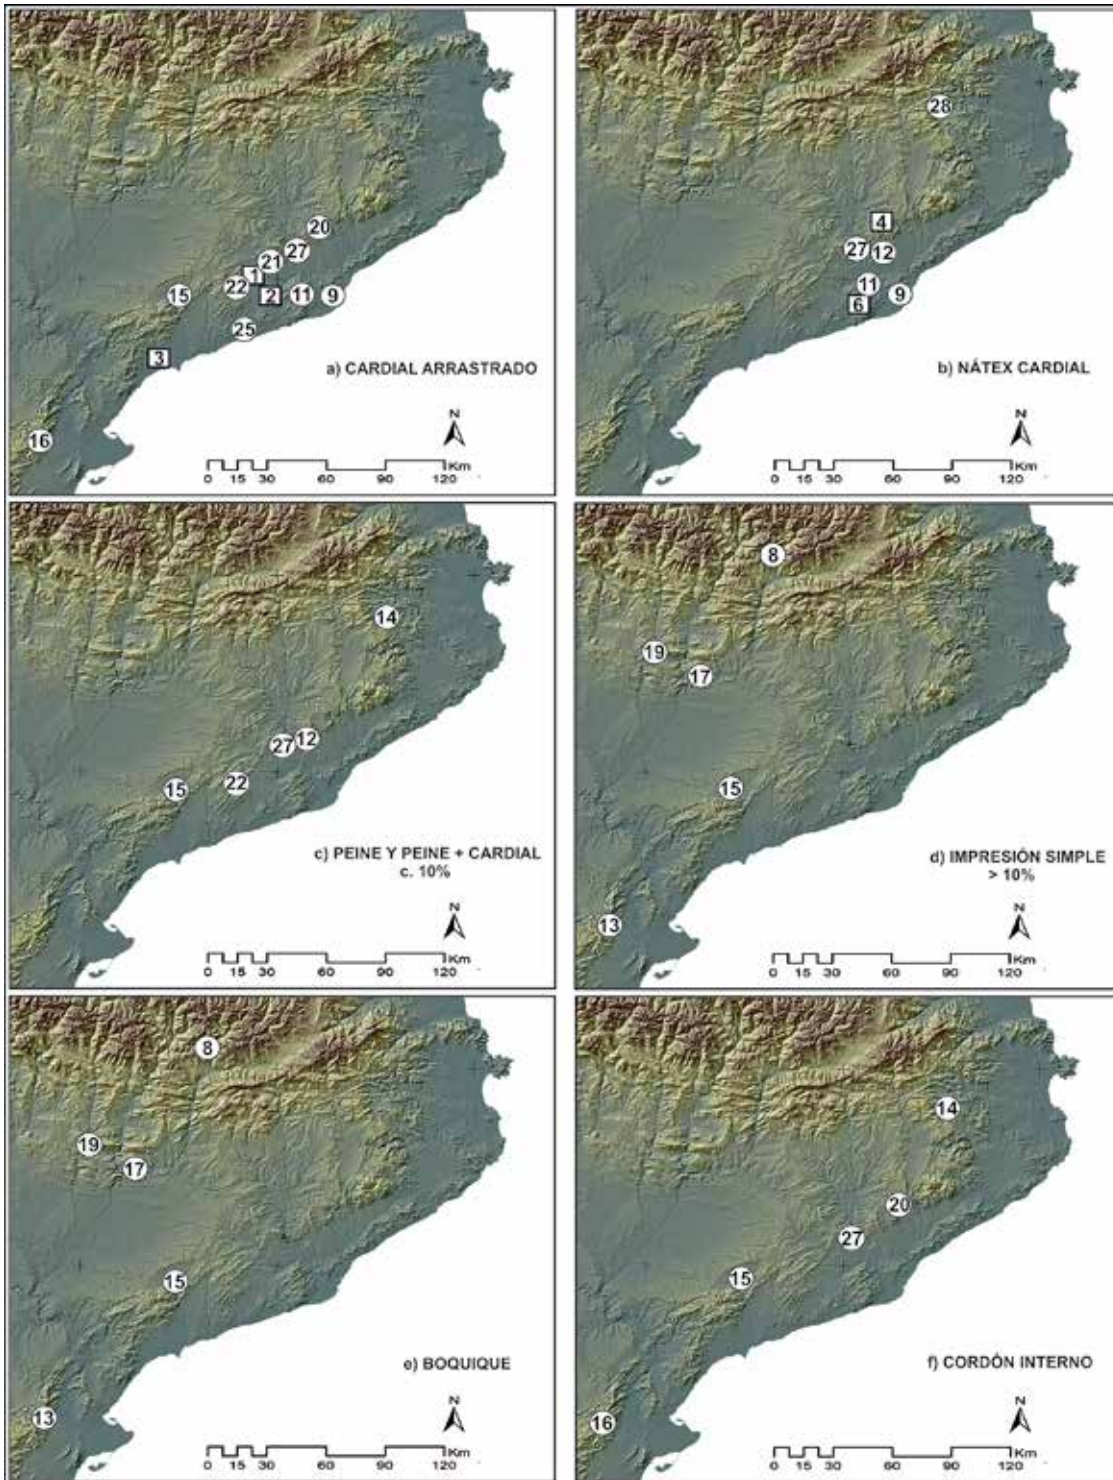 20
27
21
1
22
15
2
11
9
25
3
a) CARDIAL ARRASTRADO
16
N
Km
0 15 30 60 90 120
28
4
27
12
11
9
6
b) NÁTEX CARDIAL
N
Km
0 15 30 60 90 120
14
27
12
22
15
c) PEINE Y PEINE + CARDIAL
c. 10%
N
Km
0 15 30 60 90 120
8
19
17
15
d) IMPRESIÓN SIMPLE
> 10%
13
N
Km
0 15 30 60 90 120
8
19
17
15
e) BOQUIQUE
13
N
Km
0 15 30 60 90 120
14
20
27
15
f) CORDÓN INTERNO
16
N
Km
0 15 30 60 90 120